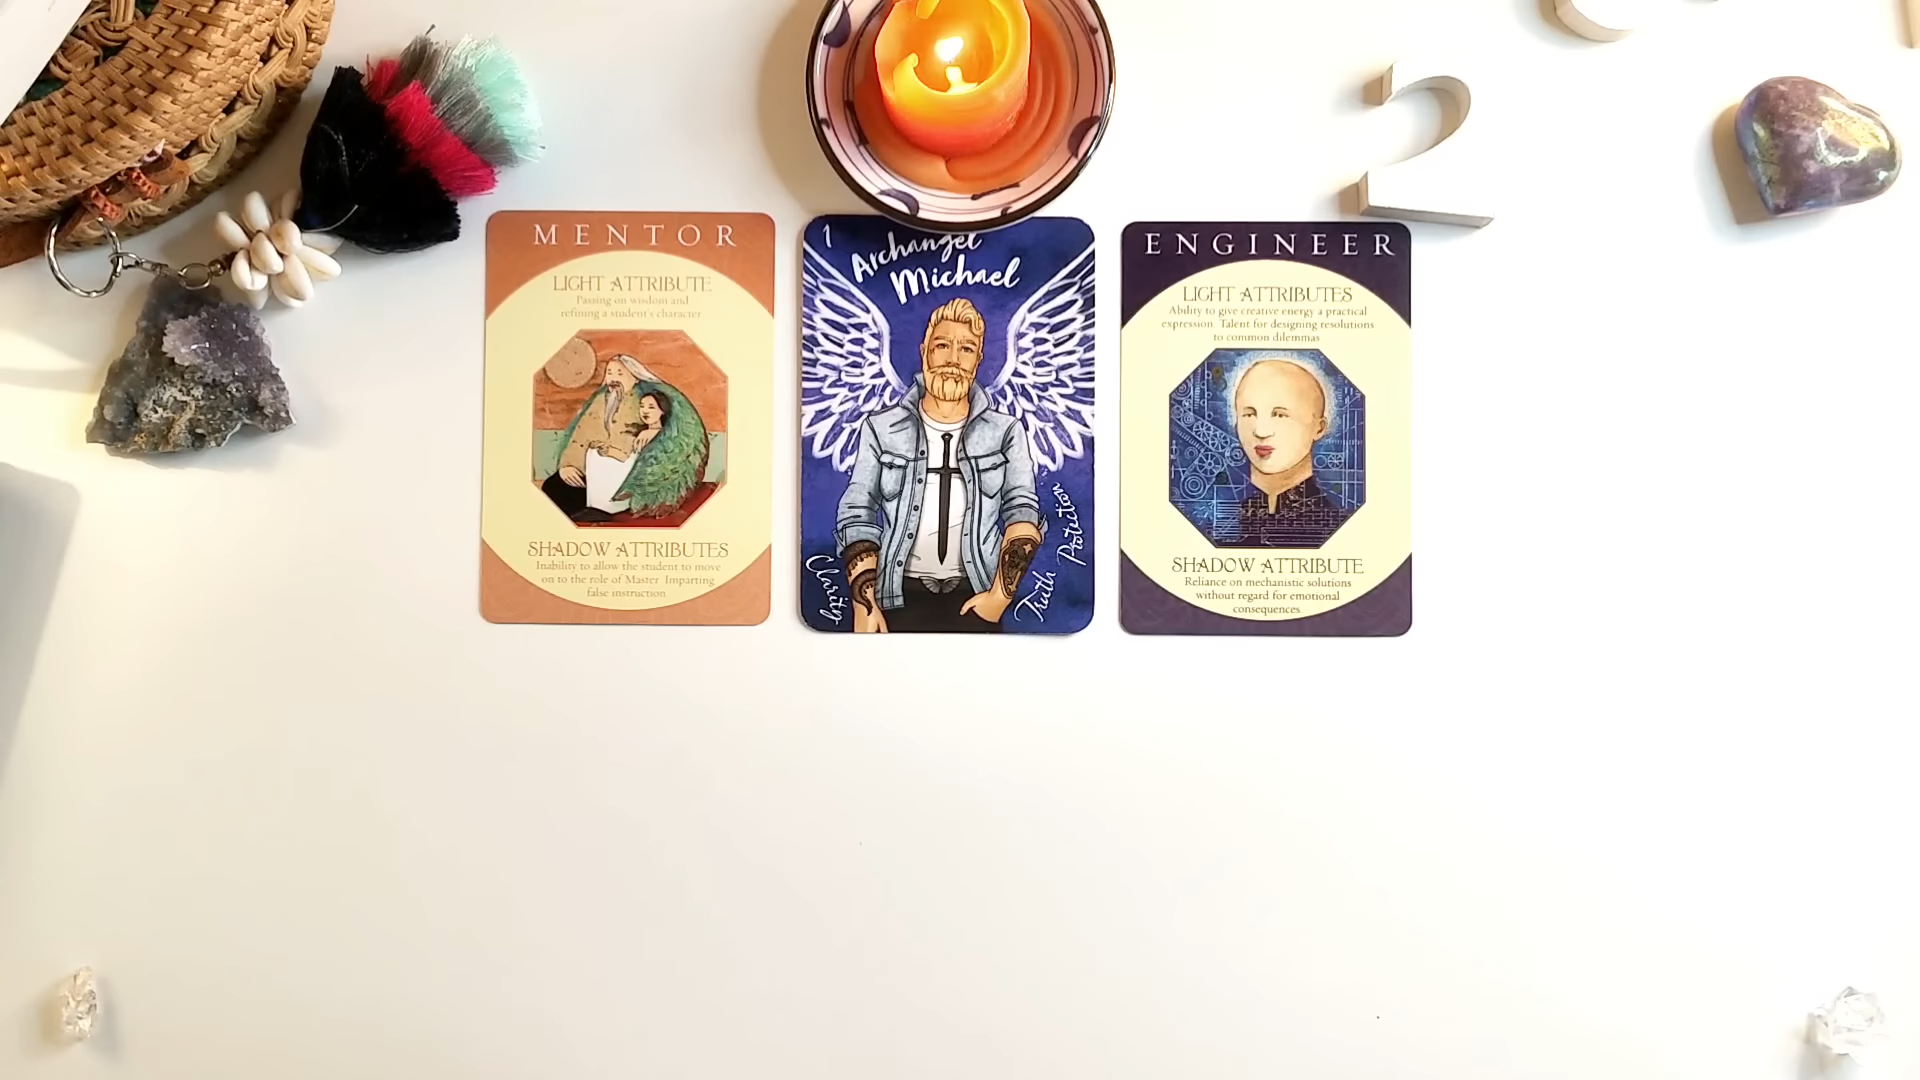 MENTOR
LIGHT ATTRIBUTE
Passing on wisdom and
refining a student's character
SHADOW ATTRIBUTES
Inability to allow the student to move
on to the role of Master. Imparting
false instruction.
1
Archangel
Michael
Clarity
Truth Protection
ENGINEER
LIGHT ATTRIBUTES
Ability to give creative energy a practical
expression. Talent for designing resolutions
to common dilemmas
SHADOW ATTRIBUTE
Reliance on mechanistic solutions
without regard for emotional
consequences.
2